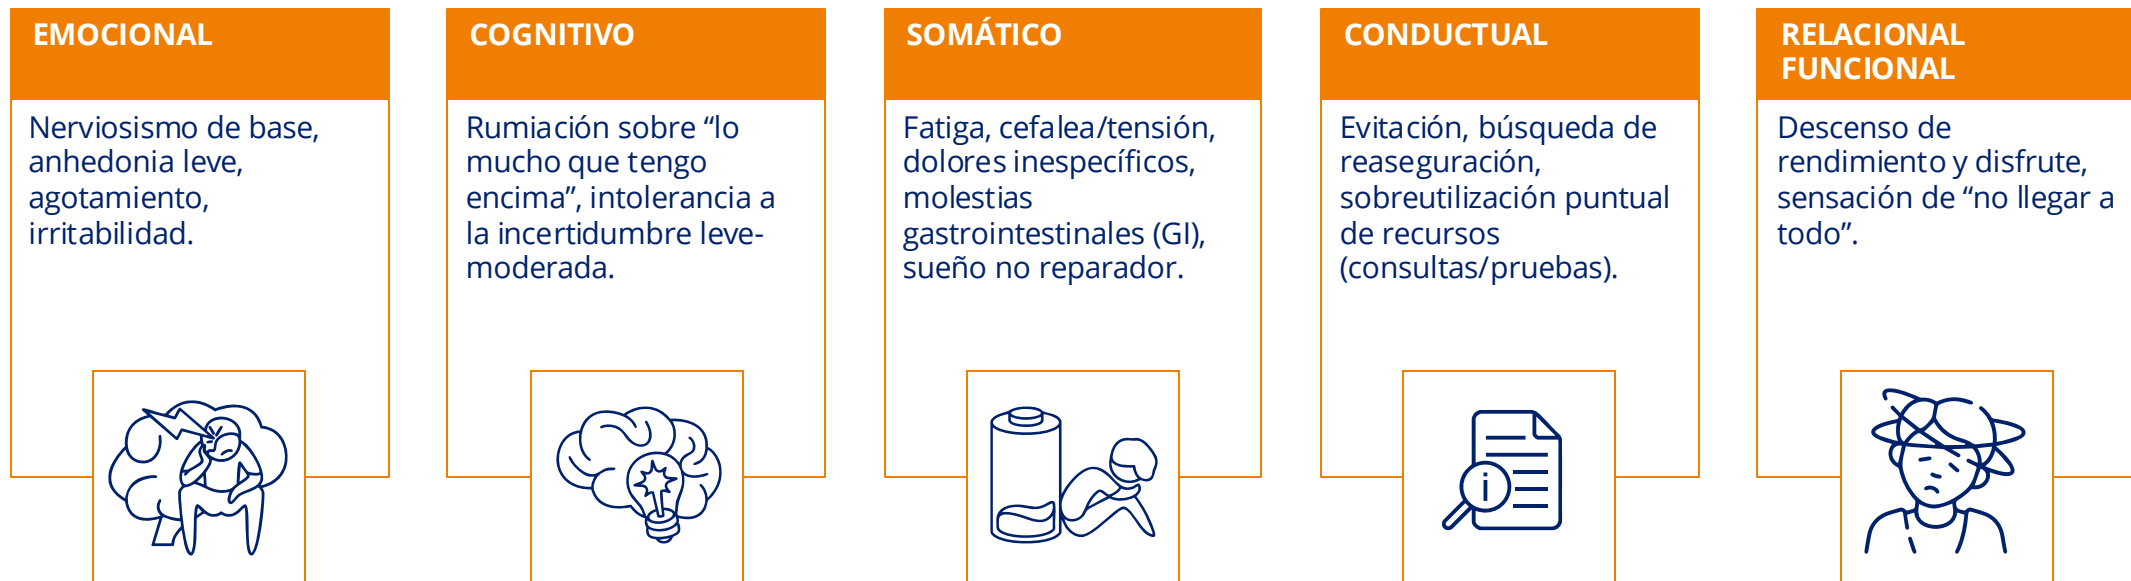 EMOCIONAL
Nerviosismo de base,
anhedonia leve,
agotamiento,
irritabilidad.
COGNITIVO
Rumiación sobre “lo
mucho que tengo
encima”, intolerancia a
la incertidumbre leve-
moderada.
SOMÁTICO
Fatiga, cefalea/tensión,
dolores inespecíficos,
molestias
gastrointestinales (GI),
sueño no reparador.
CONDUCTUAL
Evitación, búsqueda de
reaseguración,
sobreutilización puntual
de recursos
(consultas/pruebas).
RELACIONAL
FUNCIONAL
Descenso de
rendimiento y disfrute,
sensación de “no llegar a
todo”.
i